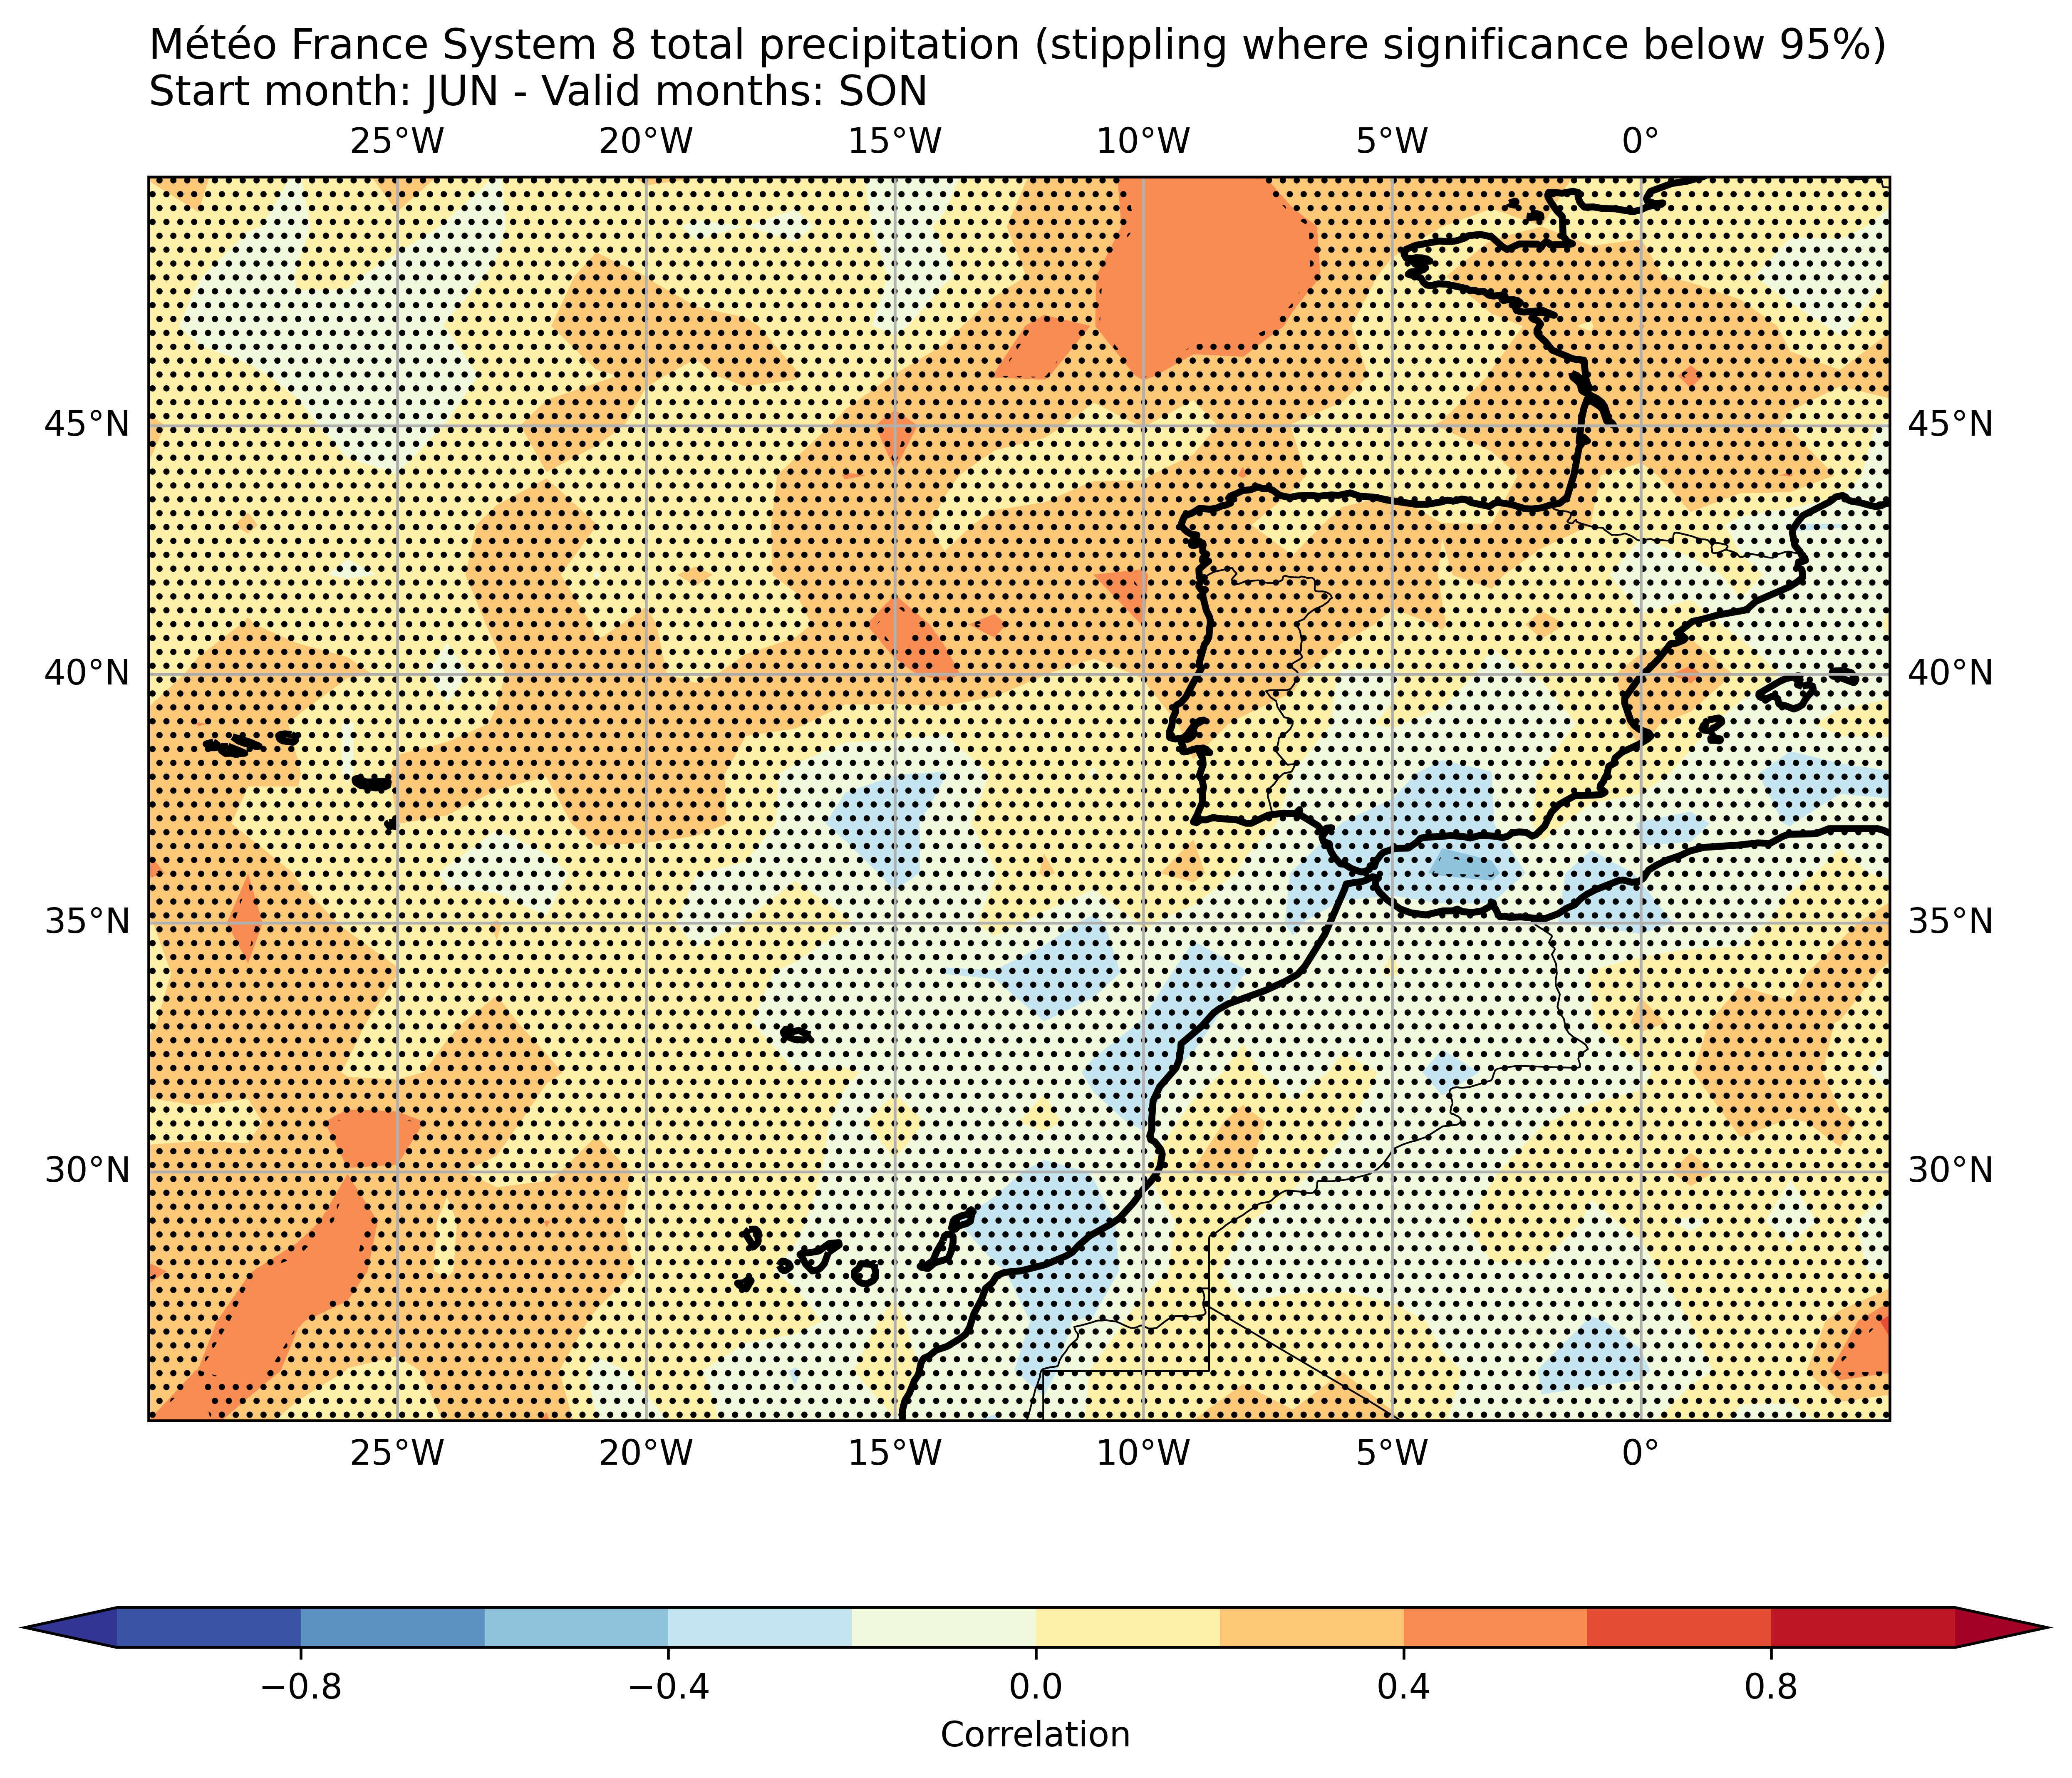 Météo France System 8 total precipitation (stippling where significance below 95%)
Start month: JUN - Valid months: SON
25°W 20°W 15°W 10°W 5°W 0°
45°N 45°N
40°N 40°N
35°N 35°N
30°N 30°N
25°W 20°W 15°W 10°W 5°W 0°
−0.8 −0.4 0.0 0.4 0.8
Correlation